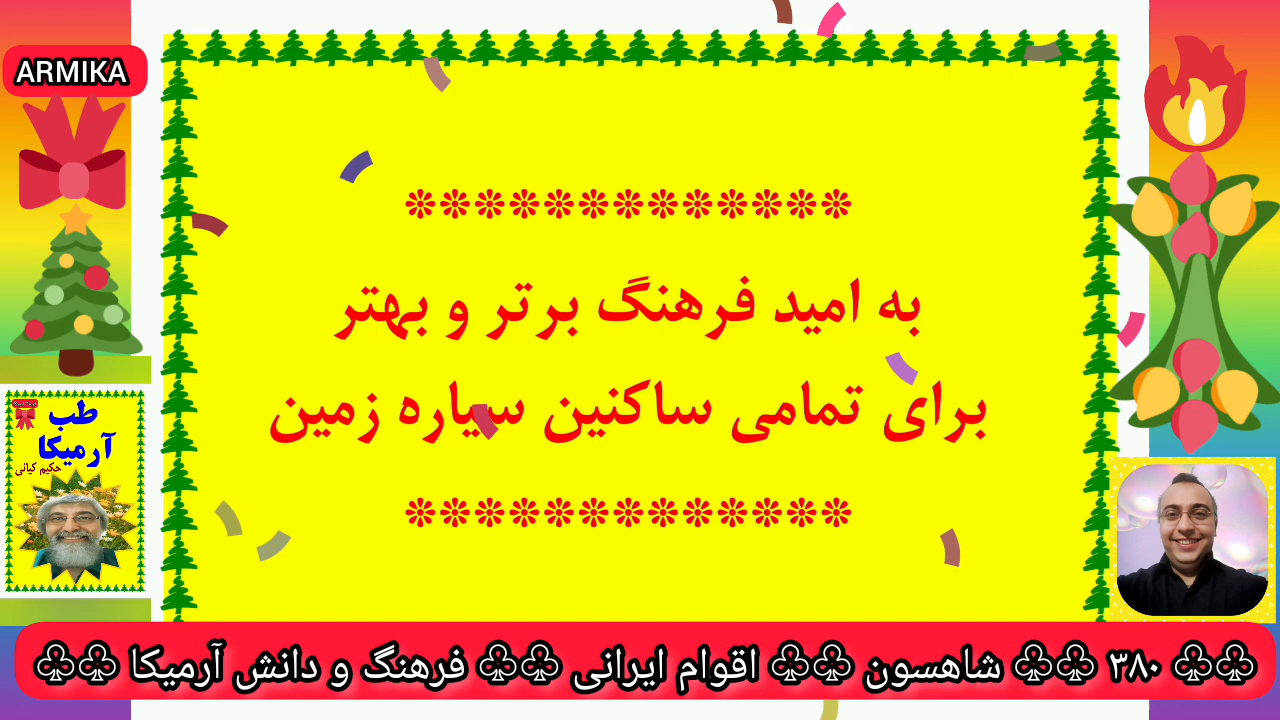 ARMIKA
❊❊❊❊❊❊❊❊❊❊❊❊❊
به امید فرهنگ برتر و بهتر
برای تمامی ساکنین سیاره زمین
❊❊❊❊❊❊❊❊❊❊❊❊❊
طب
آرمیکا
حکیم کیانی
♧♧ ۳۸۰ ♧♧ شاهسون ♧♧ اقوام ایرانی ♧♧ فرهنگ و دانش آرمیکا ♧♧